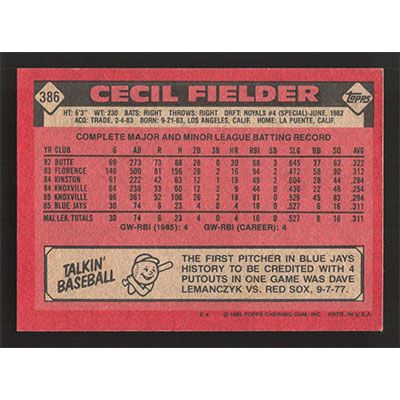 386 CECIL FIELDER Topps
HT: 6'3" WT: 230 BATS: RIGHT THROWS: RIGHT DRFT: ROYALS #4 (SPECIAL)-JUNE, 1982
ACQ: TRADE, 2-4-83 BORN: 9-21-63, LOS ANGELES, CALIF. HOME: LA PUENTE, CALIF.
COMPLETE MAJOR AND MINOR LEAGUE BATTING RECORD
YR CLUB G AB R H 2B 3B HR RBI SB SLG BB SO AVG
82 BUTTE 69 273 73 88 28 0 20 68 3 .637 37 62 .322
83 FLORENCE 140 500 81 156 28 2 16 94 2 58 90 .312
84 KINSTON 61 222 42 63 12 1 19 49 2 28 44 .284
84 KNOXVILLE 64 236 33 60 12 2 9 24 0 22 48 .254
85 KNOXVILLE 96 361 52 18 81 0 45 83 .294
85 BLUE JAYS 30 74 6 23 4 0 4 16 0 .527 6 16 .311
MAJ.LEA. TOTALS 30 74 6 23 4 0 4 16 0 .527 6 16 .311
GW-RBI (1985): 4 GW-RBI (CAREER): 4
TALKIN' BASEBALL
THE FIRST PITCHER IN BLUE JAYS
HISTORY TO BE CREDITED WITH 4
PUTOUTS IN ONE GAME WAS DAVE
LEMANCZYK VS. RED SOX, 9-7-77.
© 1986 TOPPS CHEWING GUM, INC. PRTD. IN U.S.A.